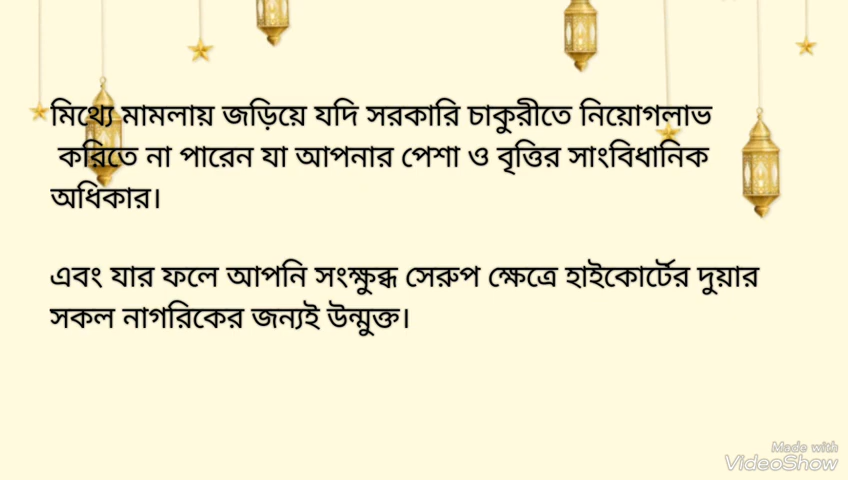 মিথ্যে মামলায় জড়িয়ে যদি সরকারি চাকুরীতে নিয়োগলাভ
করিতে না পারেন যা আপনার পেশা ও বৃত্তির সাংবিধানিক
অধিকার।
এবং যার ফলে আপনি সংক্ষুব্ধ সেরুপ ক্ষেত্রে হাইকোর্টের দুয়ার
সকল নাগরিকের জন্যই উন্মুক্ত।
Made with
VideoShow